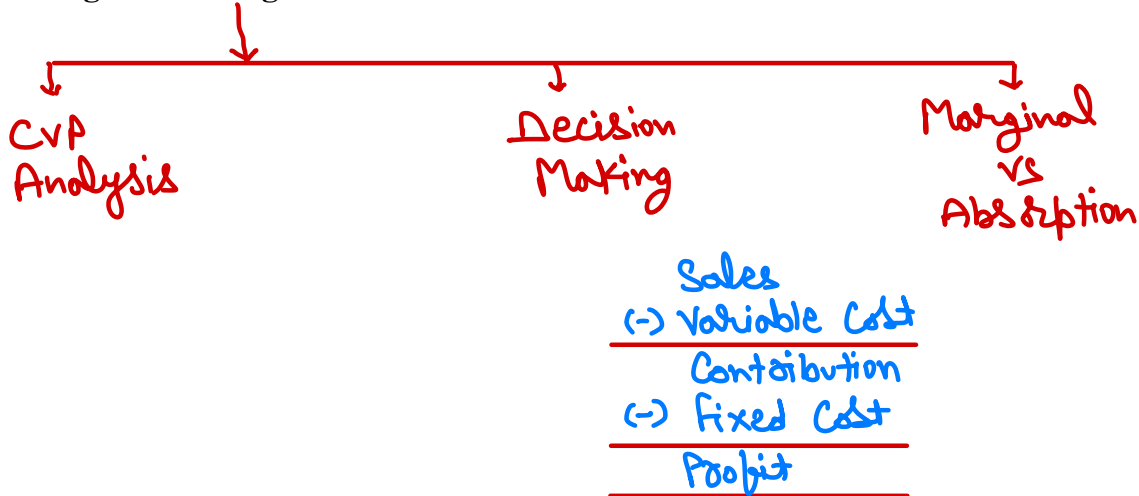 CVP
Analysis
Decision
Making
Marginal
vs
Absorption
Sales
(-) Variable Cost
Contribution
(-) Fixed Cost
Profit